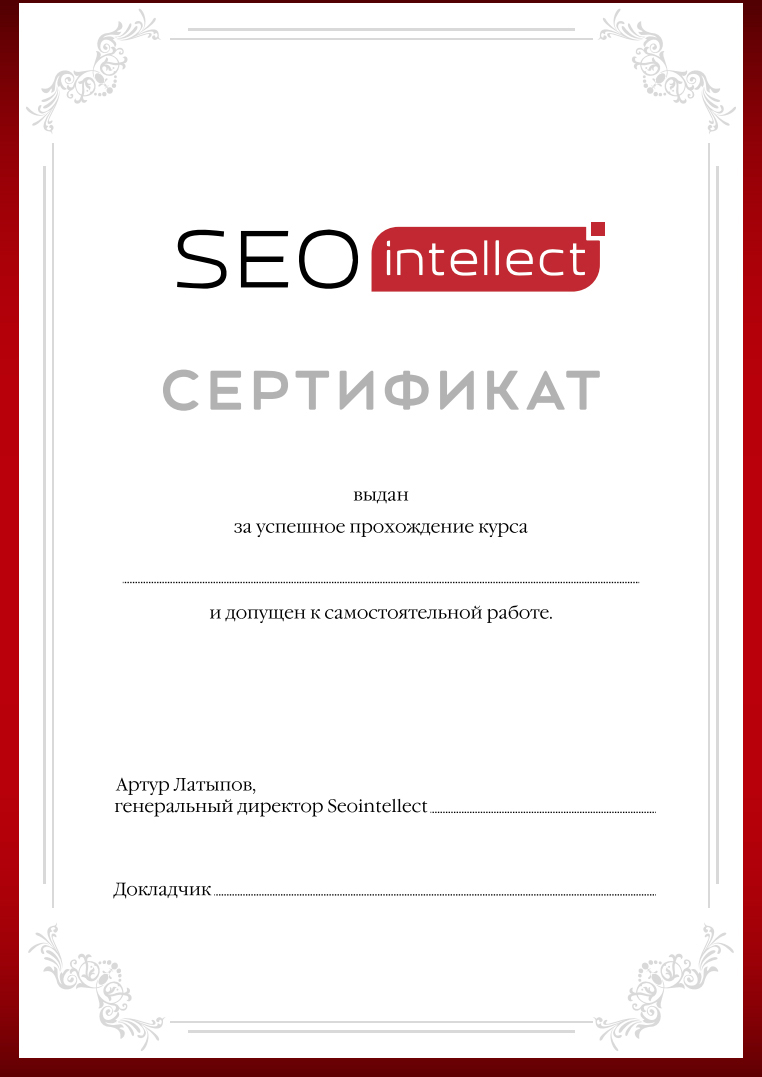 SEO intellect
СЕРТИФИКАТ
выдан
за успешное прохождение курса
и допущен к самостоятельной работе.
Артур Латыпов,
генеральный директор Seointellect
Докладчик